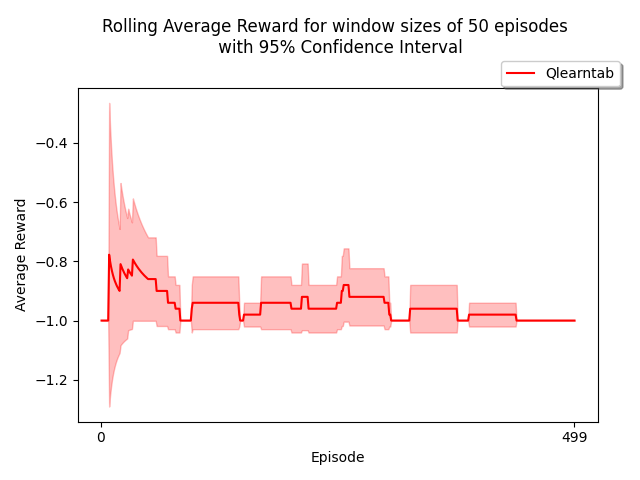 Rolling Average Reward for window sizes of 50 episodes
with 95% Confidence Interval
Qlearntab
Average Reward
−0.4
−0.6
−0.8
−1.0
−1.2
0
499
Episode